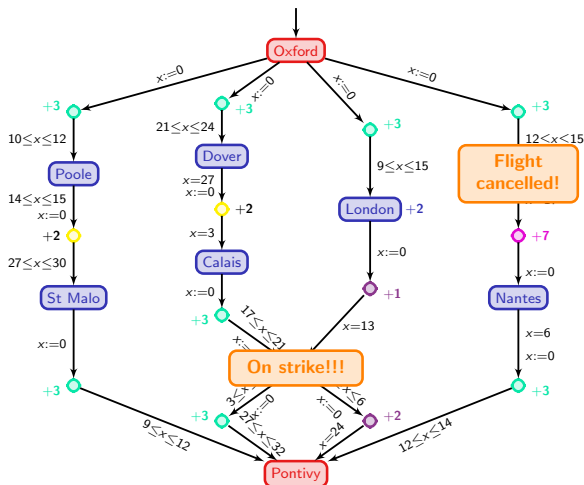 Oxford
x:=0
x:=0
x:=0
x:=0
+3
+3
+3
+3
10≤x≤12
21≤x≤24
9≤x≤15
12≤x≤15
Poole
Dover
London
+2
Flight
cancelled!
14≤x≤15
x:=0
x=27
x:=0
+2
+2
+7
27≤x≤30
x=3
x:=0
x:=0
St Malo
Calais
Nantes
x:=0
+1
x:=0
+3
17≤x≤21
x=13
x=6
x:=0
On strike!!!
+3
3≤x
x:=0
x≤6
x:=0
+3
+3
27≤x≤32
x=24
+2
9≤x≤12
12≤x≤14
Pontivy